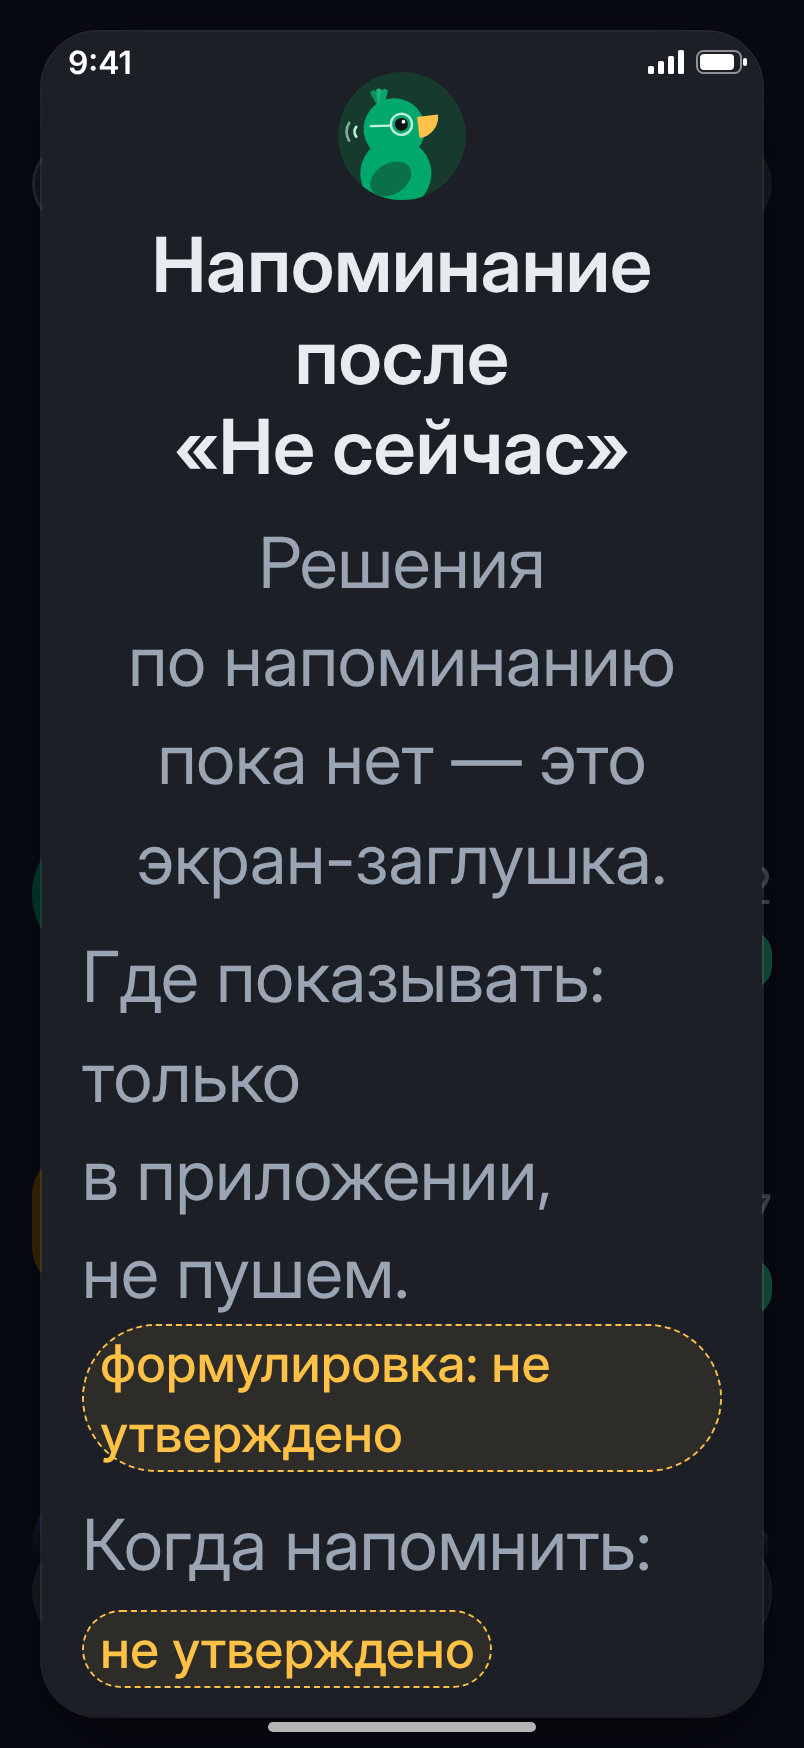 9:41
Напоминание
после
«Не сейчас»
Решения
по напоминанию
пока нет — это
экран-заглушка.
Где показывать:
только
в приложении,
не пушем.
формулировка: не
утверждено
Когда напомнить:
не утверждено